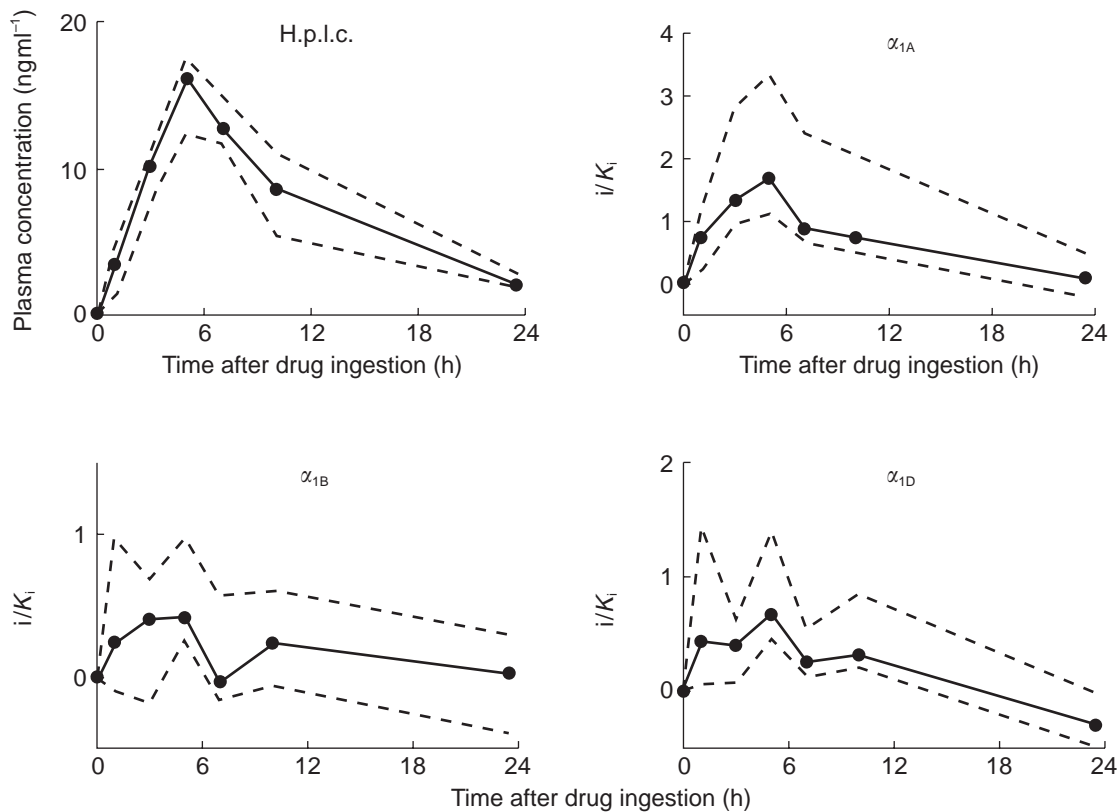 H.p.l.c.
Plasma concentration (ngml⁻¹)
20
10
0
0 6 12 18 24
Time after drug ingestion (h)
α1A
i/Ki
4
3
2
1
0
0 6 12 18 24
Time after drug ingestion (h)
α1B
i/Ki
1
0
0 6 12 18 24
α1D
i/Ki
2
1
0
0 6 12 18 24
Time after drug ingestion (h)